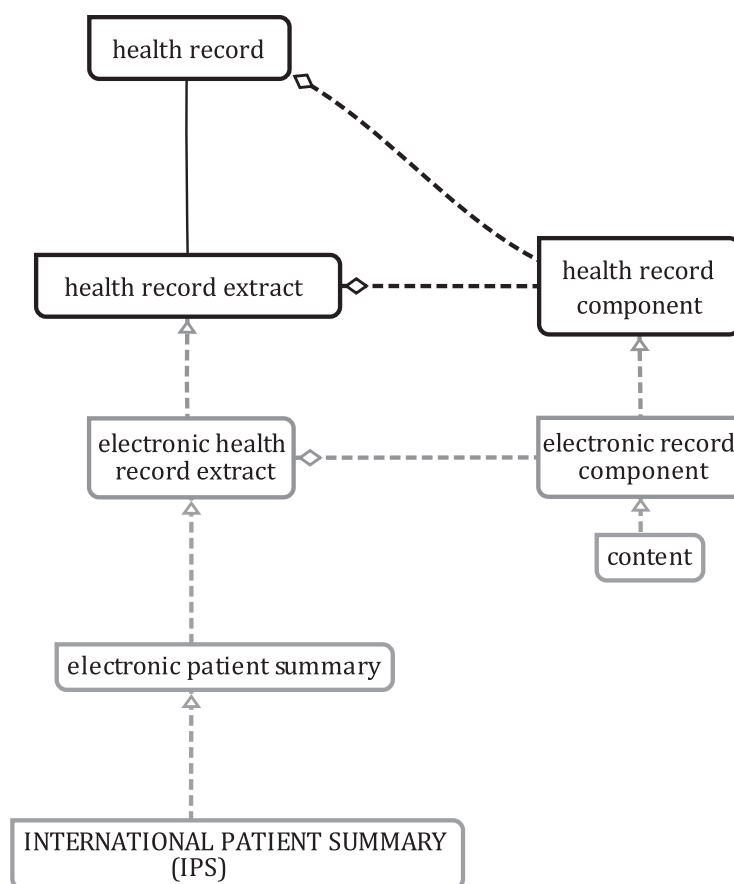 health record
health record extract
health record
component
electronic health
record extract
electronic record
component
content
electronic patient summary
INTERNATIONAL PATIENT SUMMARY
(IPS)